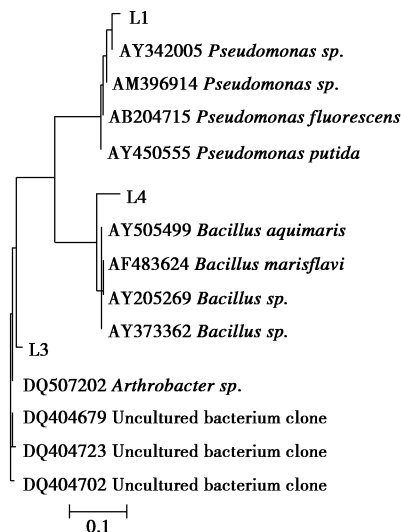 L1
AY342005 Pseudomonas sp.
AM396914 Pseudomonas sp.
AB204715 Pseudomonas fluorescens
AY450555 Pseudomonas putida
L4
AY505499 Bacillus aquimaris
AF483624 Bacillus marisflavi
AY205269 Bacillus sp.
AY373362 Bacillus sp.
L3
DQ507202 Arthrobacter sp.
DQ404679 Uncultured bacterium clone
DQ404723 Uncultured bacterium clone
DQ404702 Uncultured bacterium clone
0.1